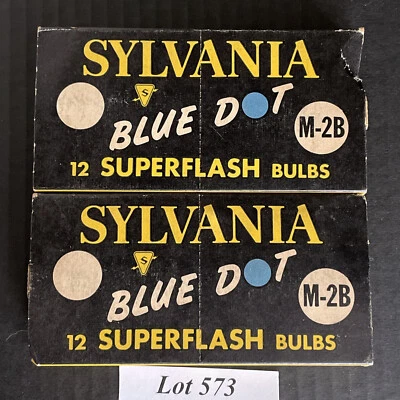 SYLVANIA
S
BLUE DOT
M-2B
12 SUPERFLASH BULBS
SYLVANIA
S
BLUE DOT
M-2B
12 SUPERFLASH BULBS
Lot 573